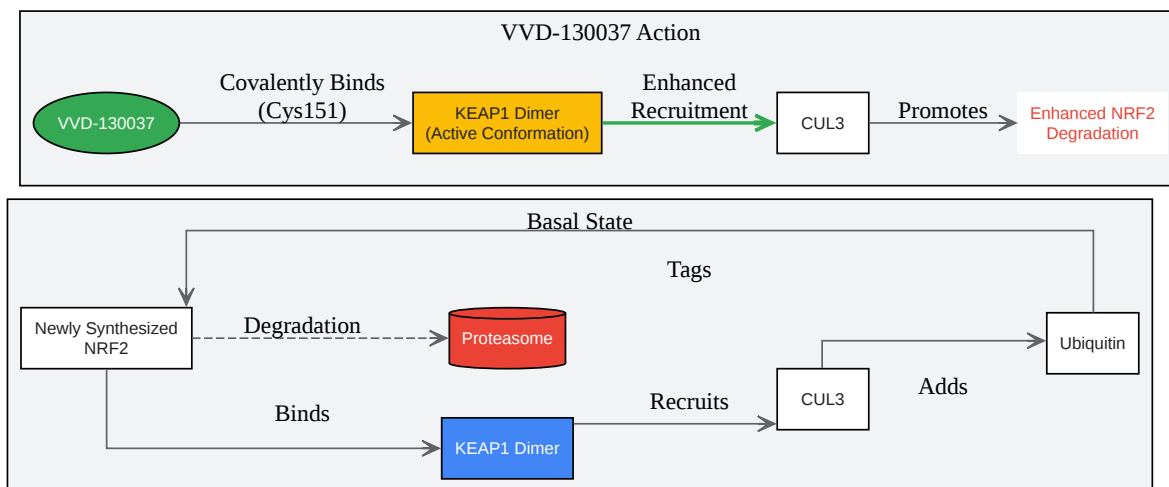 VVD-130037 Action
VVD-130037
Covalently Binds
(Cys151)
KEAP1 Dimer
(Active Conformation)
Enhanced
Recruitment
CUL3
Promotes
Enhanced NRF2
Degradation
Basal State
Tags
Newly Synthesized
NRF2
Degradation
Proteasome
Ubiquitin
Binds
KEAP1 Dimer
Recruits
CUL3
Adds